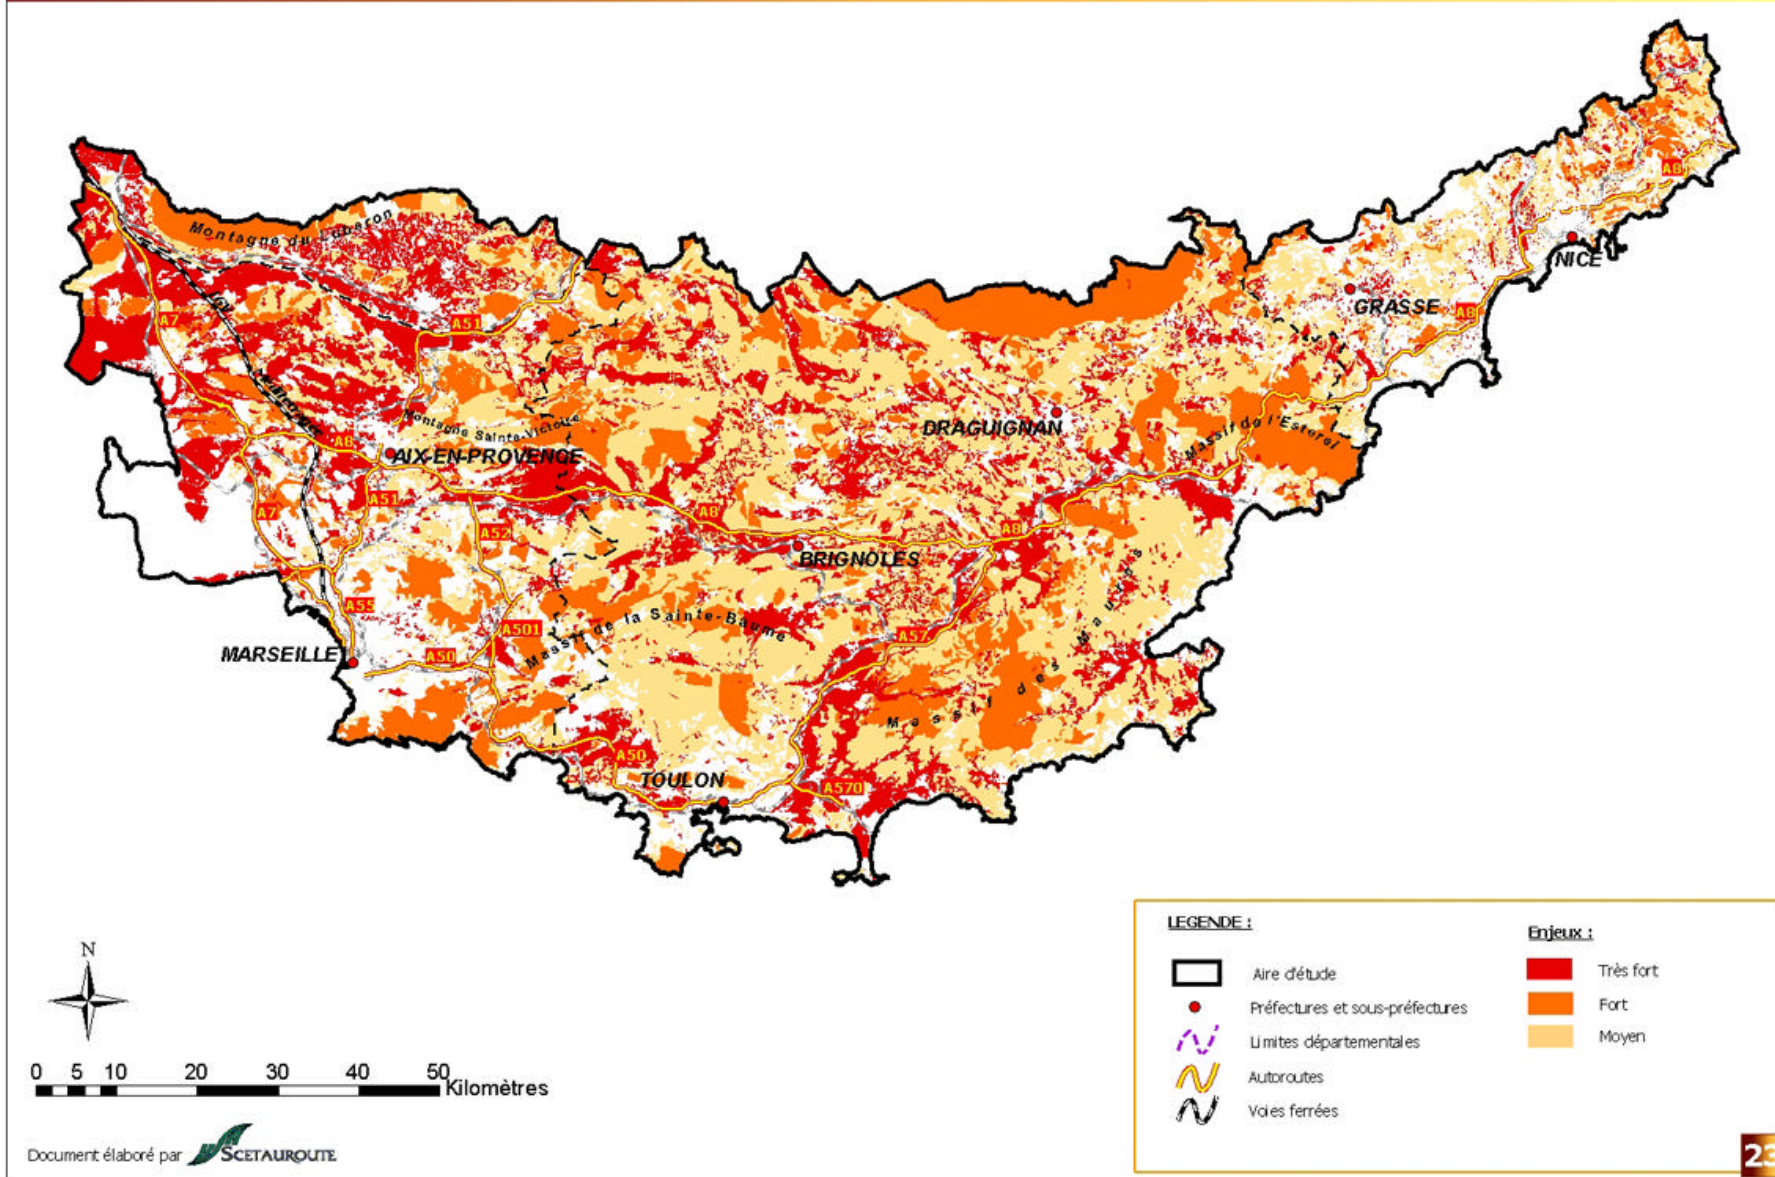 Montagne du Luberon
NICE
GRASSE
A8
A8
A7
A51
LGV Méditerranée
Montagne Sainte-Victoire
A8
AIX-EN-PROVENCE
DRAGUIGNAN
Massif de l'Esterel
A51
A7
A52
A8
A8
BRIGNOLES
Massif des Maures
A55
A501
Massif de la Sainte-Baume
A57
MARSEILLE
A50
A50
TOULON
A570
LEGENDE :
Aire d'étude
Préfectures et sous-préfectures
Limites départementales
Autoroutes
Voies ferrées
Enjeux :
Très fort
Fort
Moyen
N
0 5 10 20 30 40 50 Kilomètres
Document élaboré par SCETAUROUTE
23